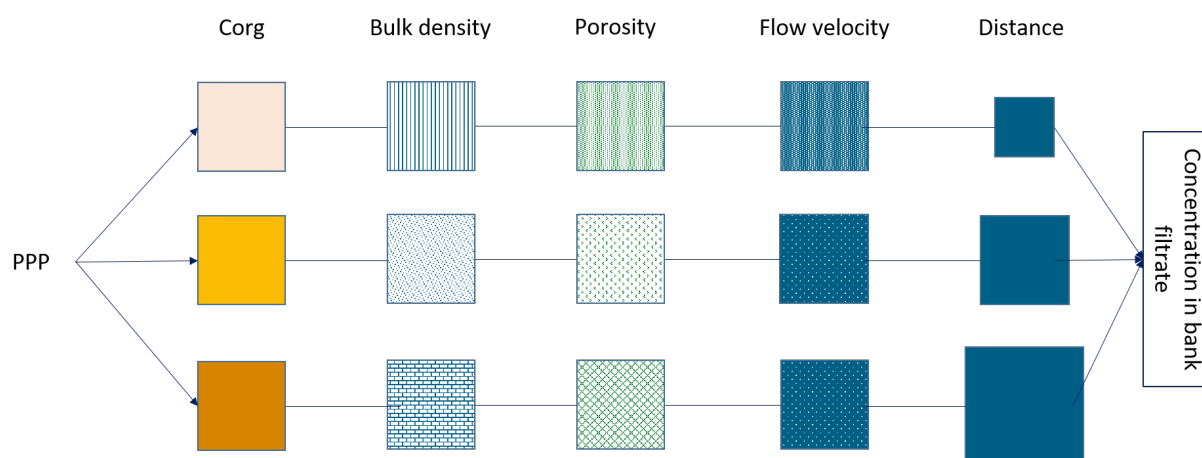 Corg
Bulk density
Porosity
Flow velocity
Distance
PPP
Concentration in bank
filtrate